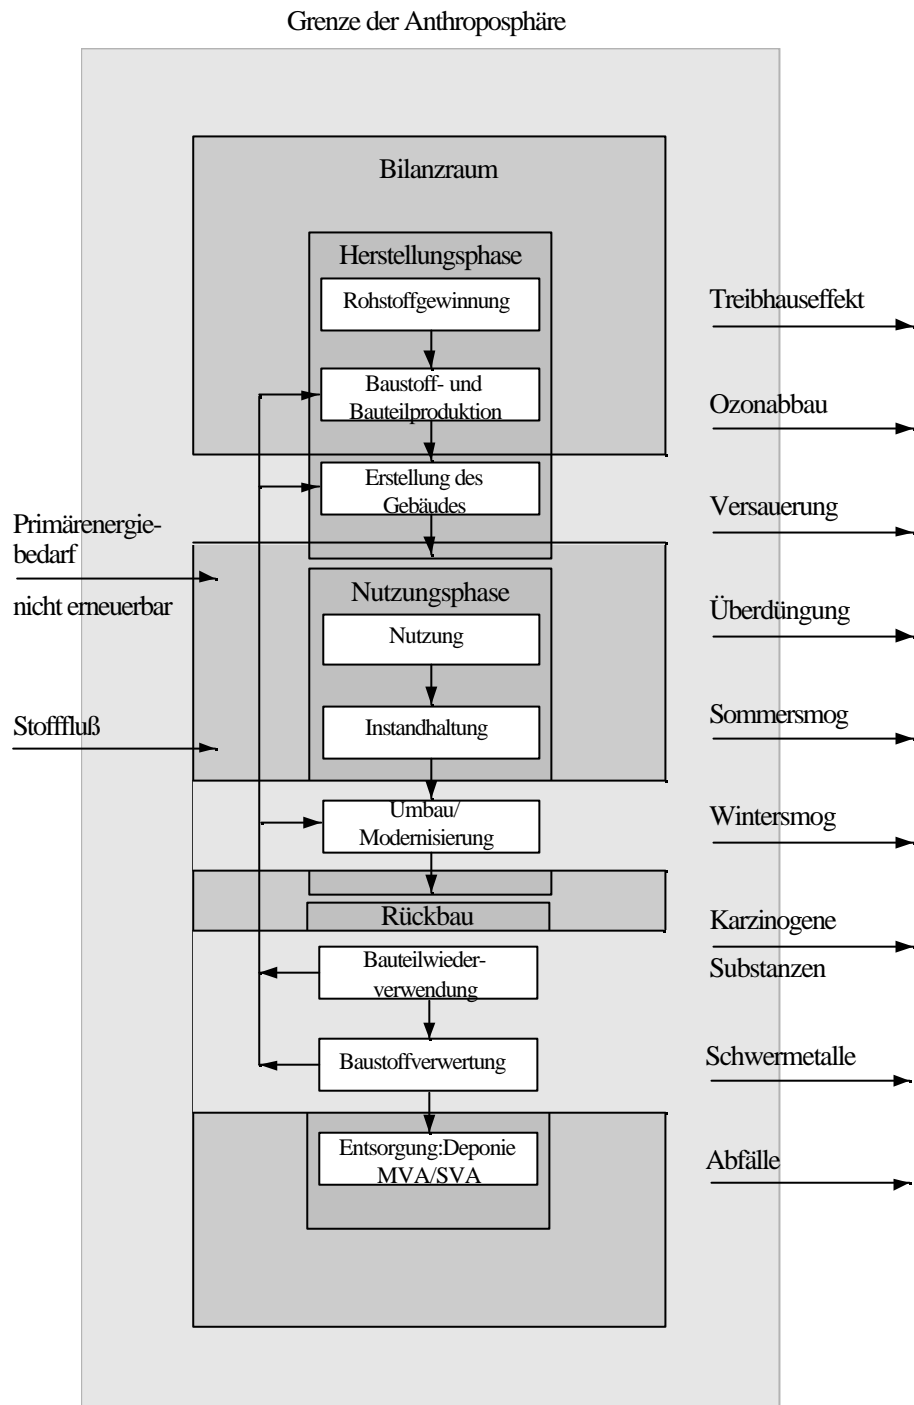 Grenze der Anthroposphäre
Bilanzraum
Herstellungsphase
Rohstoffgewinnung
Baustoff- und
Bauteilproduktion
Erstellung des
Gebäudes
Primärenergie-
bedarf
nicht erneuerbar
Stofffluß
Nutzungsphase
Nutzung
Instandhaltung
Umbau/
Modernisierung
Rückbau
Bauteilwieder-
verwendung
Baustoffverwertung
Entsorgung:Deponie
MVA/SVA
Treibhauseffekt
Ozonabbau
Versauerung
Überdüngung
Sommersmog
Wintersmog
Karzinogene
Substanzen
Schwermetalle
Abfälle